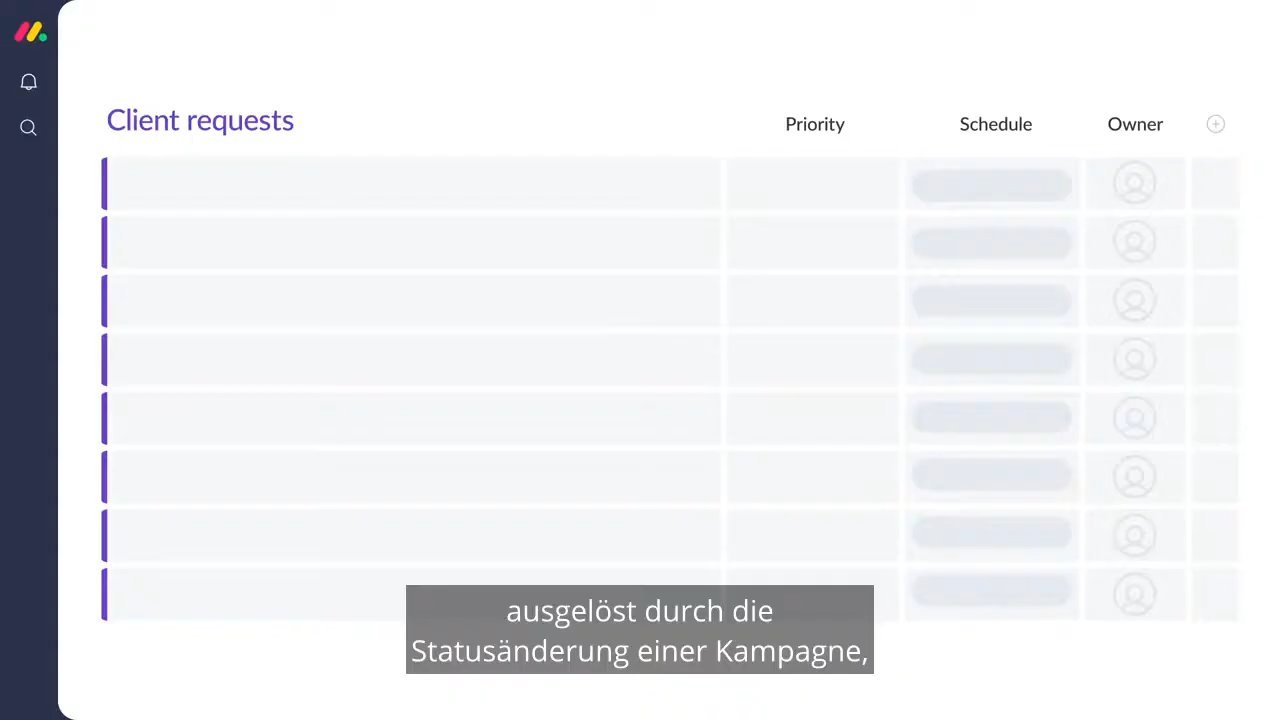 Client requests
Priority
Schedule
Owner
ausgelöst durch die
Statusänderung einer Kampagne,